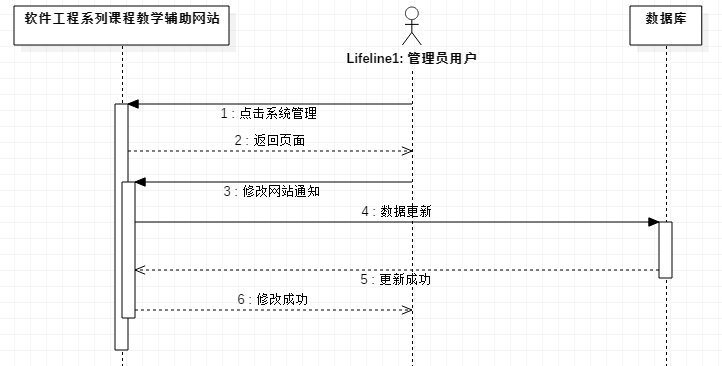 软件工程系列课程教学辅助网站
数据库
Lifeline1: 管理员用户
1 : 点击系统管理
2 : 返回页面
3 : 修改网站通知
4 : 数据更新
5 : 更新成功
6 : 修改成功